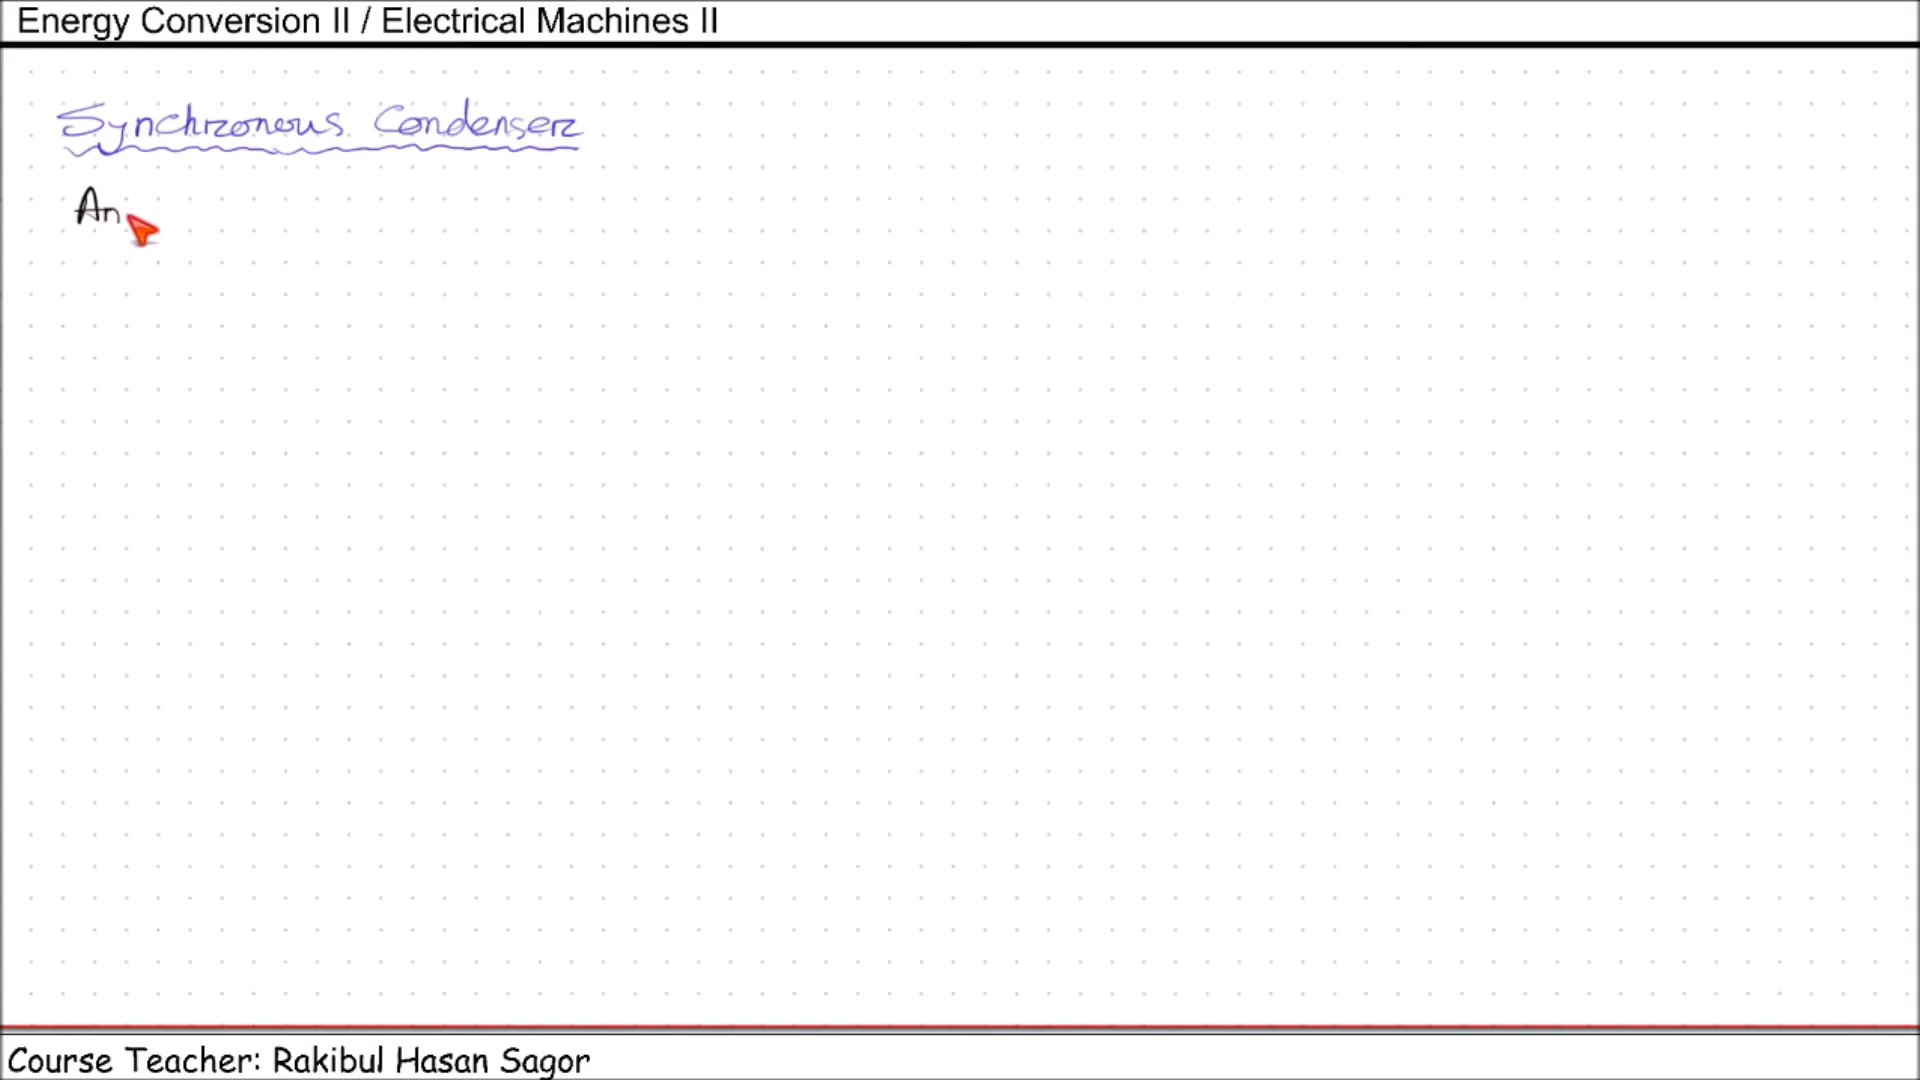 Energy Conversion II / Electrical Machines II
Synchronous Condenser
An
Course Teacher: Rakibul Hasan Sagor